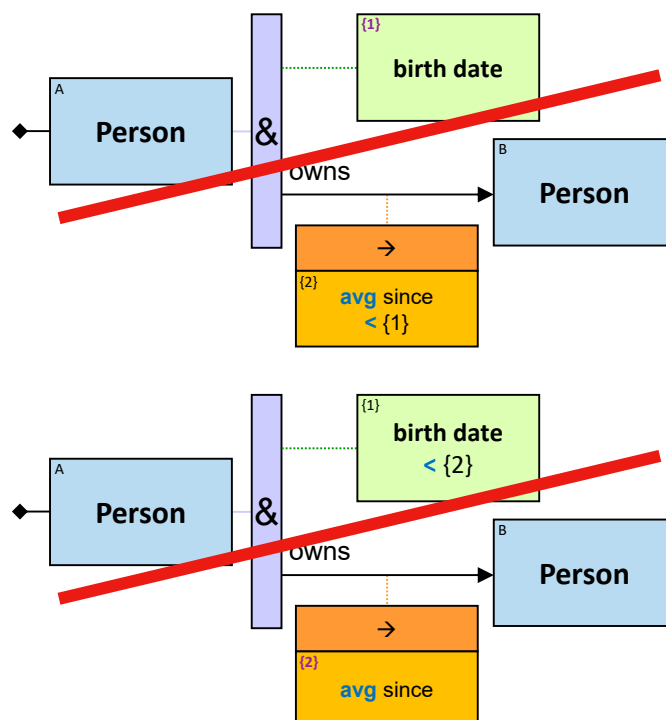 {1}
birth date
A
Person
&
owns
B
Person
→
{2}
avg since
< {1}
{1}
birth date
< {2}
A
Person
&
owns
B
Person
→
{2}
avg since